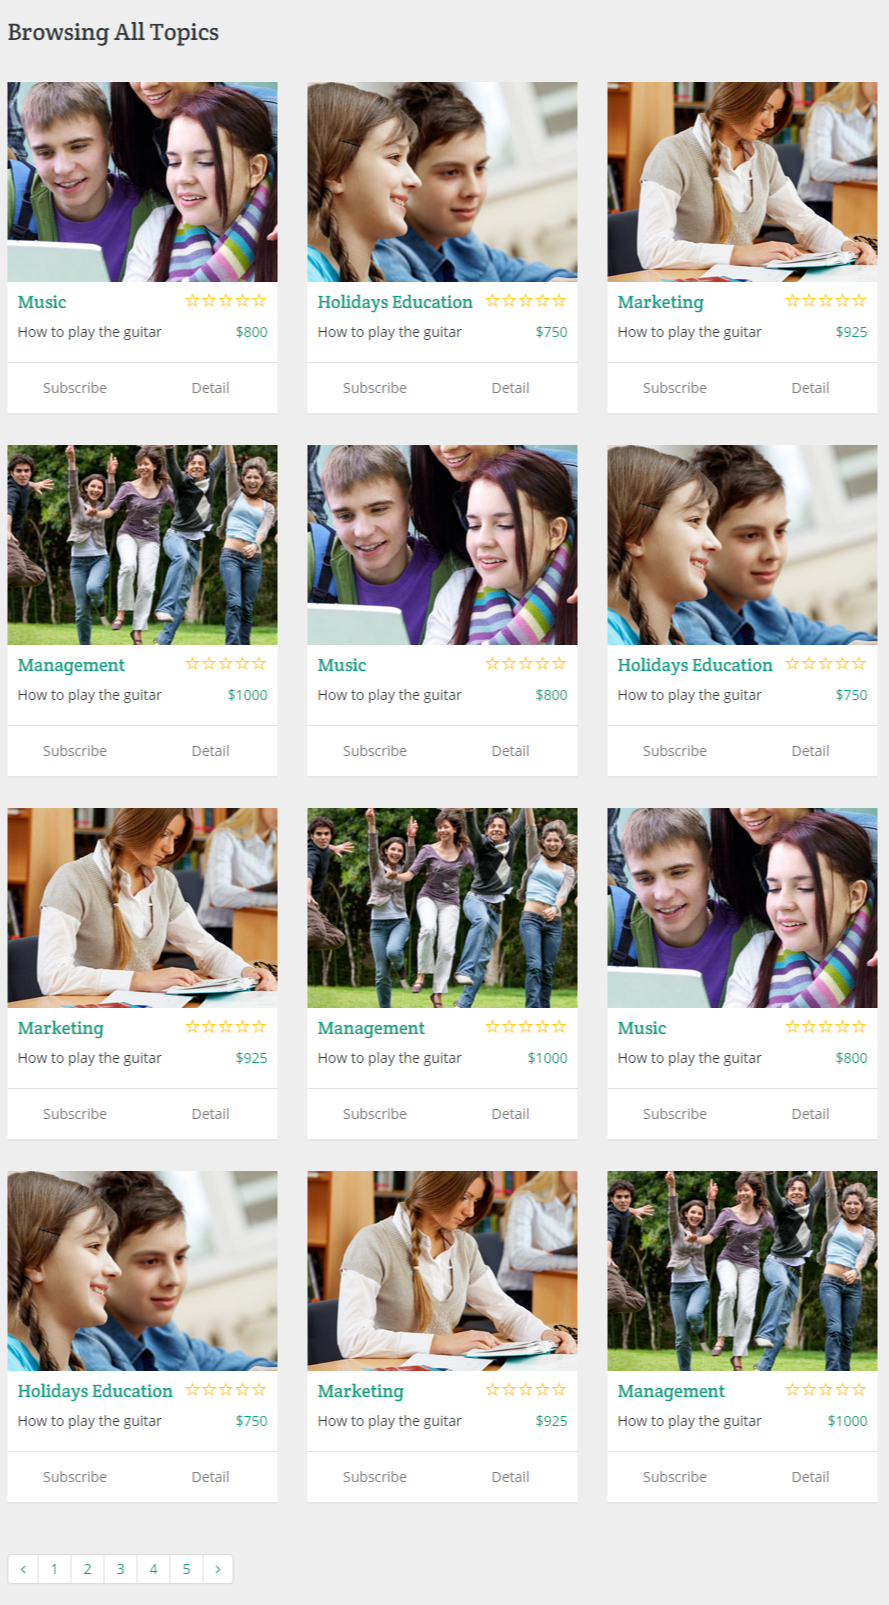 Browsing All Topics
Music
How to play the guitar $800
Subscribe Detail
Holidays Education
How to play the guitar $750
Subscribe Detail
Marketing
How to play the guitar $925
Subscribe Detail
Management
How to play the guitar $1000
Subscribe Detail
Music
How to play the guitar $800
Subscribe Detail
Holidays Education
How to play the guitar $750
Subscribe Detail
Marketing
How to play the guitar $925
Subscribe Detail
Management
How to play the guitar $1000
Subscribe Detail
Music
How to play the guitar $800
Subscribe Detail
Holidays Education
How to play the guitar $750
Subscribe Detail
Marketing
How to play the guitar $925
Subscribe Detail
Management
How to play the guitar $1000
Subscribe Detail
‹ 1 2 3 4 5 ›